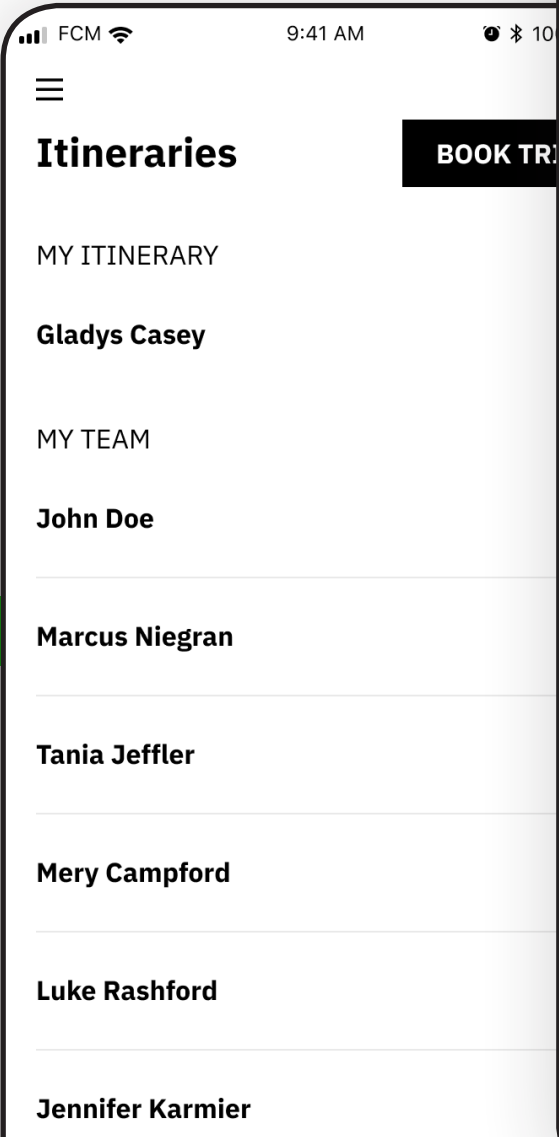 FCM 9:41 AM
Itineraries
BOOK
MY ITINERARY
Gladys Casey
MY TEAM
John Doe
Marcus Niegran
Tania Jeffler
Mery Campford
Luke Rashford
Jennifer Karmier